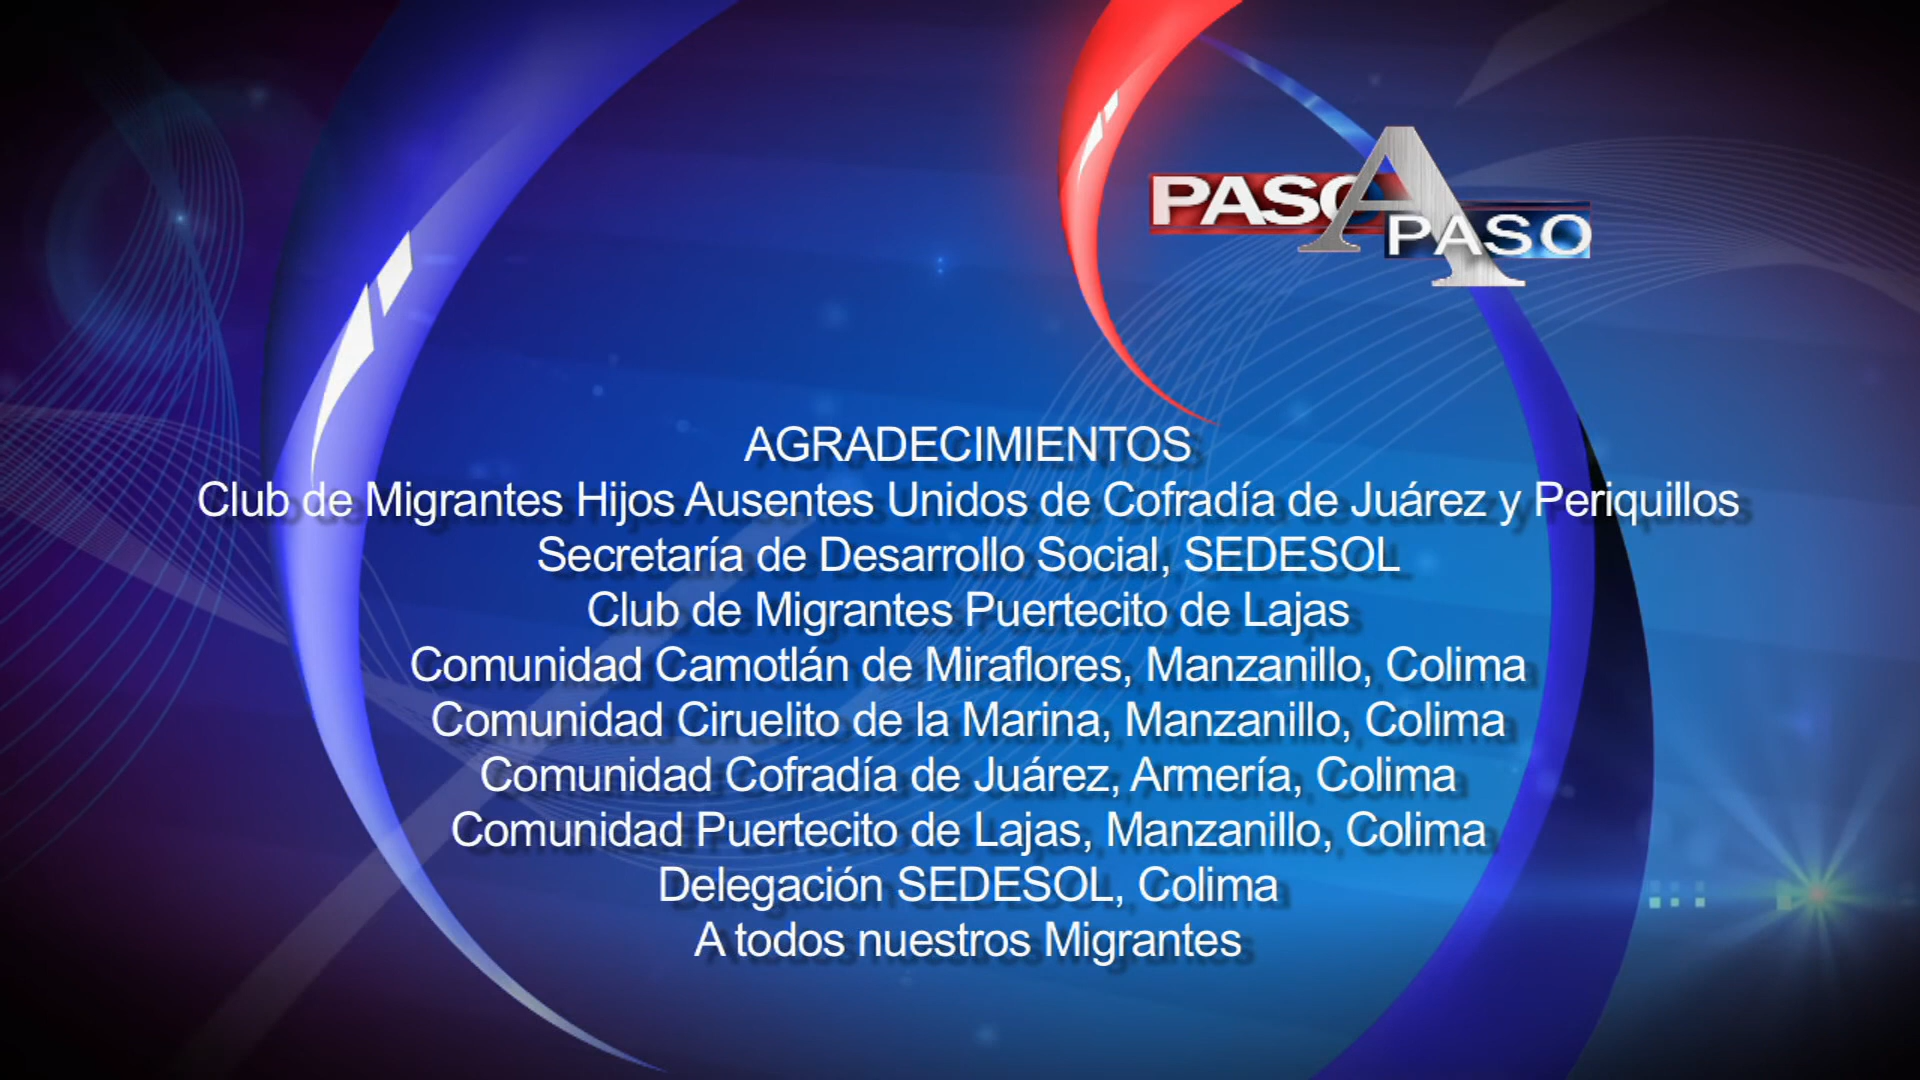 PASO A PASO
AGRADECIMIENTOS
Club de Migrantes Hijos Ausentes Unidos de Cofradía de Juárez y Periquillos
Secretaría de Desarrollo Social, SEDESOL
Club de Migrantes Puertecito de Lajas
Comunidad Camotlán de Miraflores, Manzanillo, Colima
Comunidad Ciruelito de la Marina, Manzanillo, Colima
Comunidad Cofradía de Juárez, Armería, Colima
Comunidad Puertecito de Lajas, Manzanillo, Colima
Delegación SEDESOL, Colima
A todos nuestros Migrantes